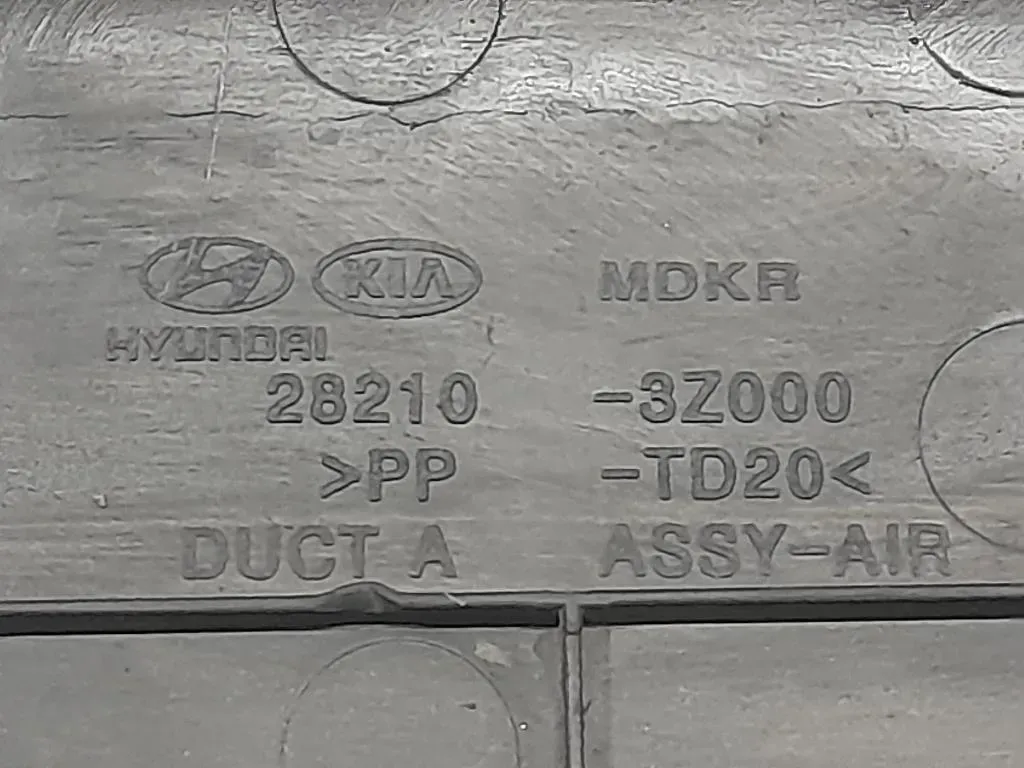 KIA MDKR
HYUNDAI
28210 -3Z000
>PP -TD20<
DUCT A ASSY-AIR